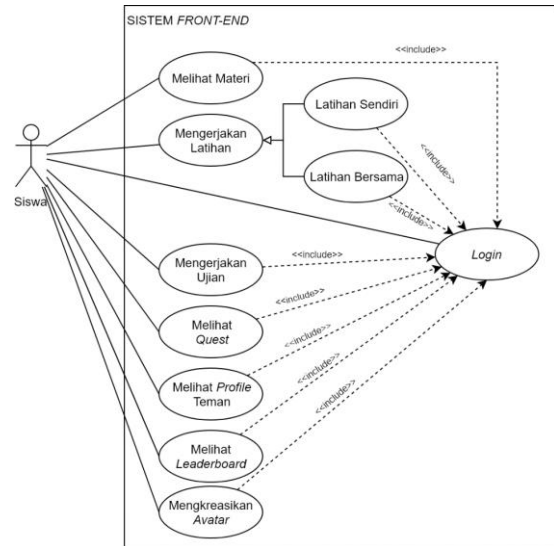 SISTEM FRONT-END
<<include>>
Melihat Materi
Latihan Sendiri
Mengerjakan
Latihan
<<include>>
Latihan Bersama
<<include>>
Siswa
Login
Mengerjakan
Ujian
<<include>>
<<include>>
Melihat
Quest
<<include>>
Melihat Profile
Teman
<<include>>
<<include>>
Melihat
Leaderboard
Mengkreasikan
Avatar